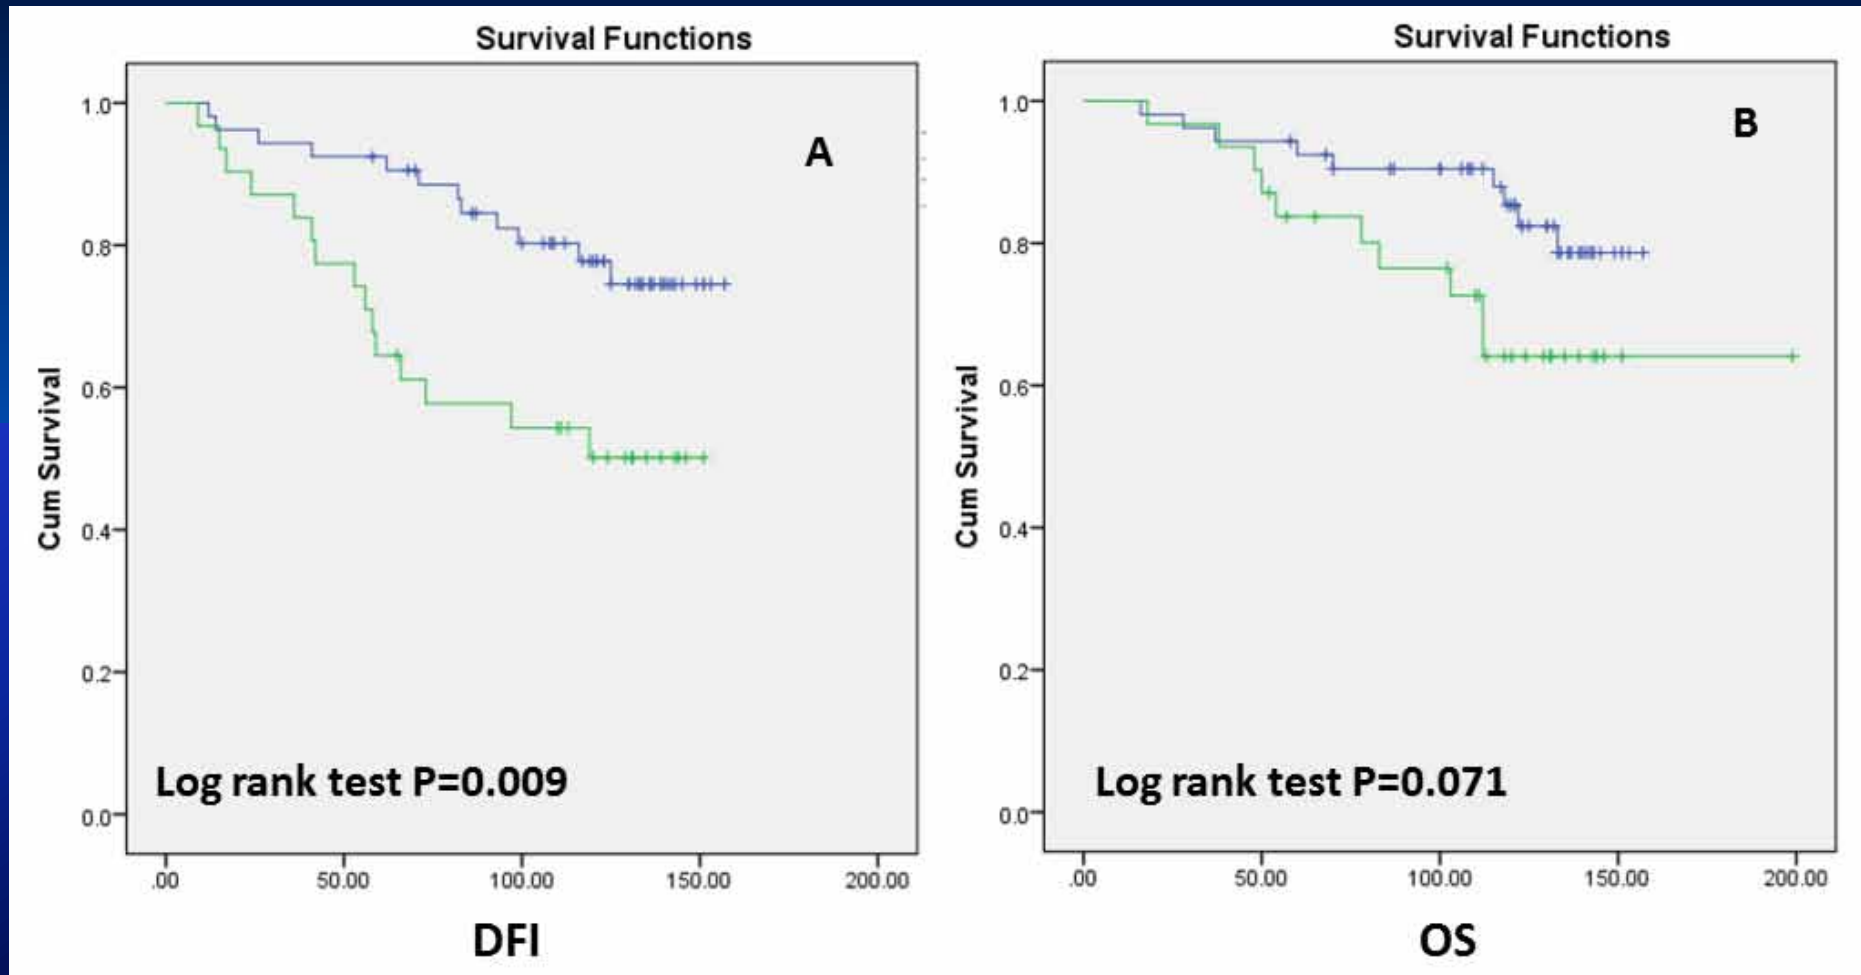 Survival Functions
A
Cum Survival
1.0
0.8
0.6
0.4
0.2
0.0
Log rank test P=0.009
.00 50.00 100.00 150.00 200.00
DFI
Survival Functions
B
Cum Survival
1.0
0.8
0.6
0.4
0.2
0.0
Log rank test P=0.071
.00 50.00 100.00 150.00 200.00
OS